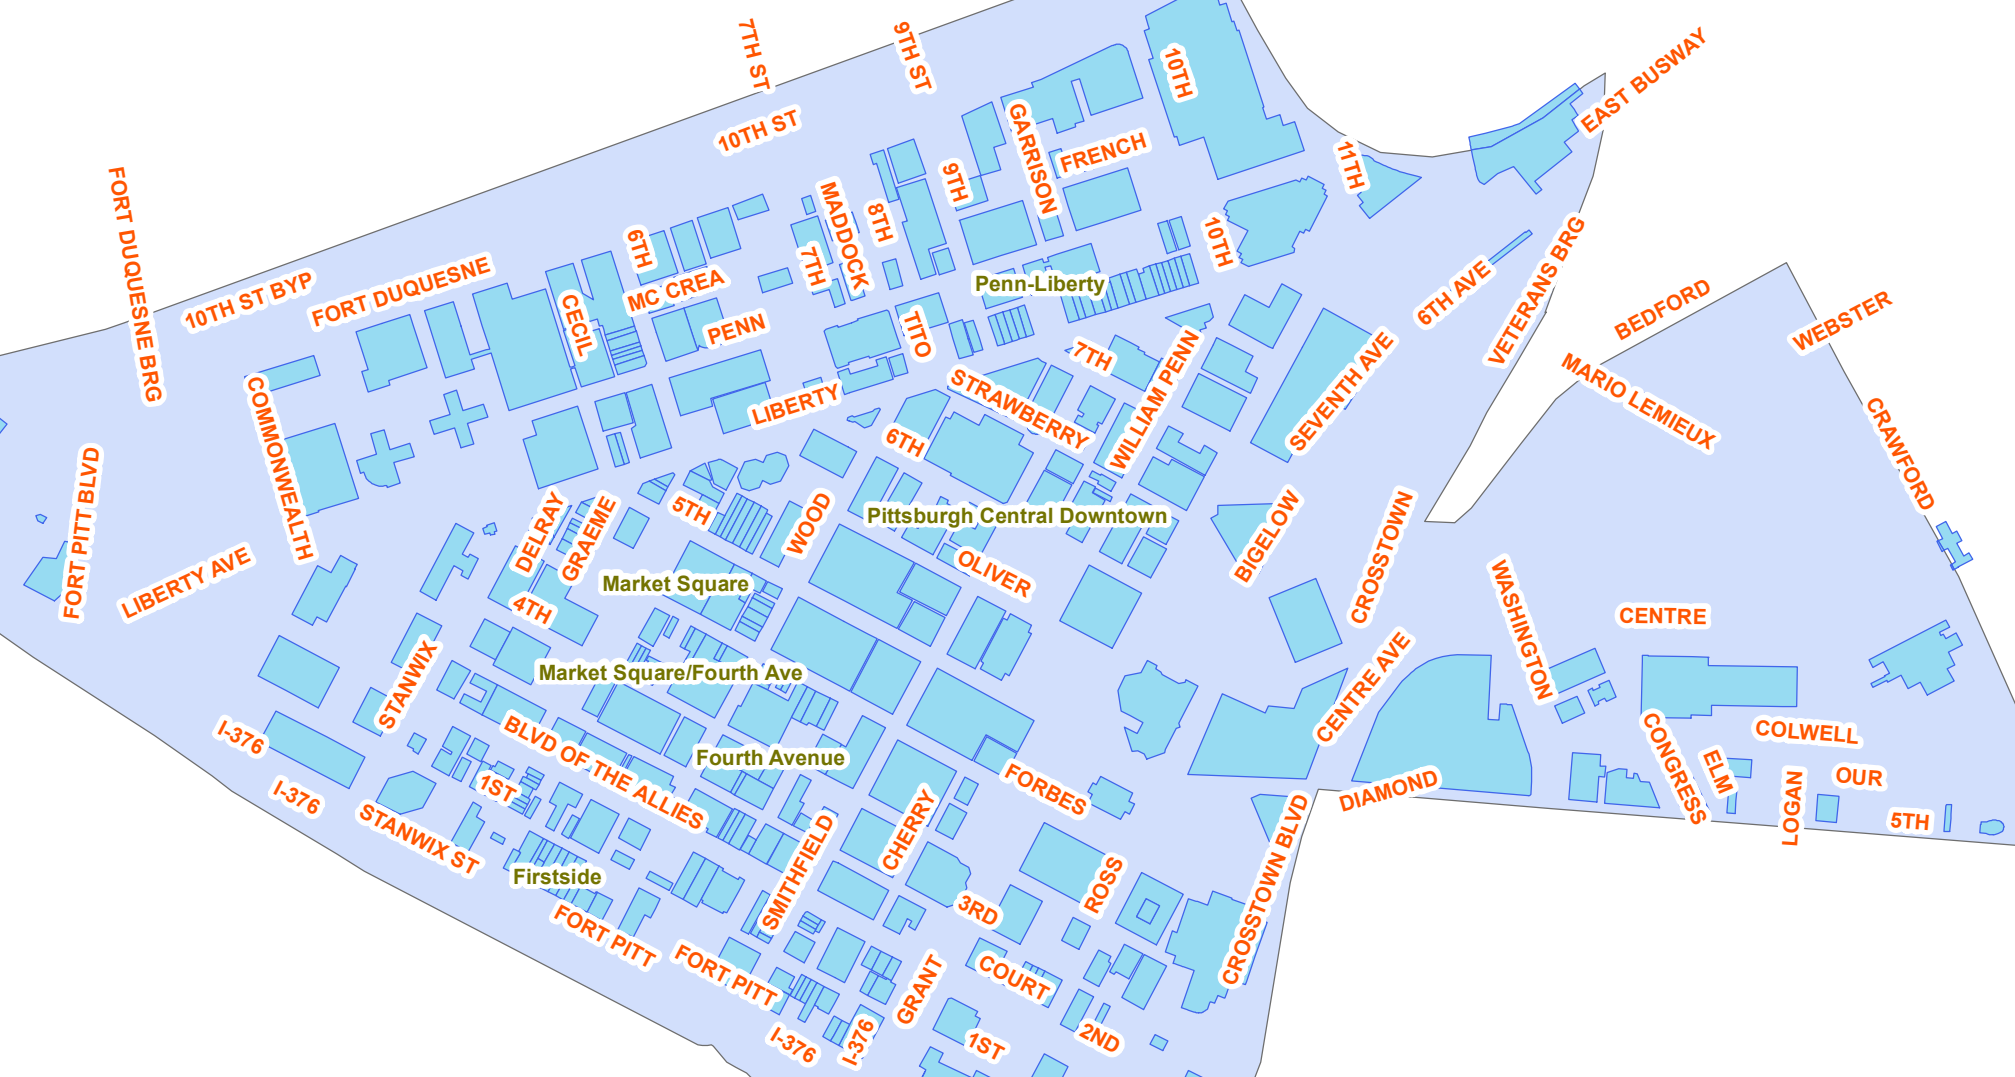 7TH ST
9TH ST
10TH
EAST BUSWAY
10TH ST
GARRISON
FRENCH
11TH
FORT DUQUESNE BRG
9TH
MADDOCK
8TH
6TH
7TH
10TH
VETERANS BRG
10TH ST BYP
FORT DUQUESNE
MC CREA
Penn-Liberty
6TH AVE
BEDFORD
WEBSTER
CECIL
PENN
TITO
7TH
WILLIAM PENN
SEVENTH AVE
MARIO LEMIEUX
COMMONWEALTH
LIBERTY
STRAWBERRY
6TH
CRAWFORD
FORT PITT BLVD
5TH
WOOD
Pittsburgh Central Downtown
DELRAY
GRAEME
BIGELOW
CROSSTOWN
LIBERTY AVE
Market Square
OLIVER
4TH
WASHINGTON
CENTRE
STANWIX
Market Square/Fourth Ave
CENTRE AVE
I-376
BLVD OF THE ALLIES
Fourth Avenue
CONGRESS
COLWELL
ELM
OUR
I-376
1ST
FORBES
DIAMOND
LOGAN
5TH
STANWIX ST
SMITHFIELD
CHERRY
CROSSTOWN BLVD
Firstside
ROSS
3RD
FORT PITT
FORT PITT
COURT
GRANT
I-376
I-376
1ST
2ND